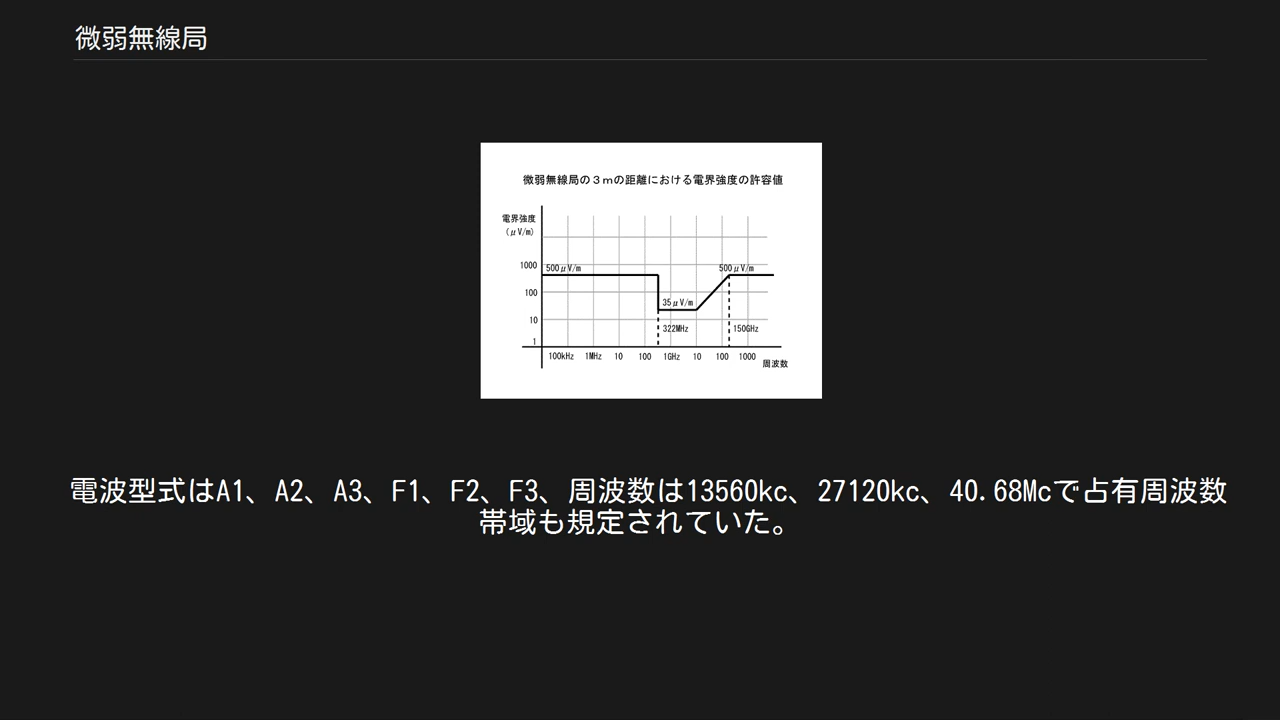 微弱無線局
微弱無線局の３ｍの距離における電界強度の許容値
電界強度
(μV/m)
1000
500μV/m
500μV/m
100
35μV/m
10
322MHz
150GHz
1
100kHz 1MHz 10 100 1GHz 10 100 1000
周波数
電波型式はA1、A2、A3、F1、F2、F3、周波数は13560kc、27120kc、40.68Mcで占有周波数
帯域も規定されていた。